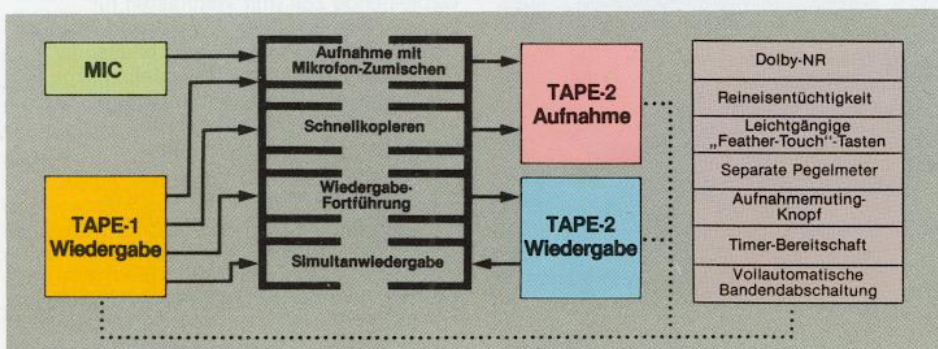 MIC
TAPE-1
Wiedergabe
Aufnahme mit
Mikrofon-Zumischen
Schnellkopieren
Wiedergabe-
Fortführung
Simultanwiedergabe
TAPE-2
Aufnahme
TAPE-2
Wiedergabe
Dolby-NR
Reineisentüchtigkeit
Leichtgängige
„Feather-Touch“-Tasten
Separate Pegelmeter
Aufnahmemuting-
Knopf
Timer-Bereitschaft
Vollautomatische
Bandendabschaltung